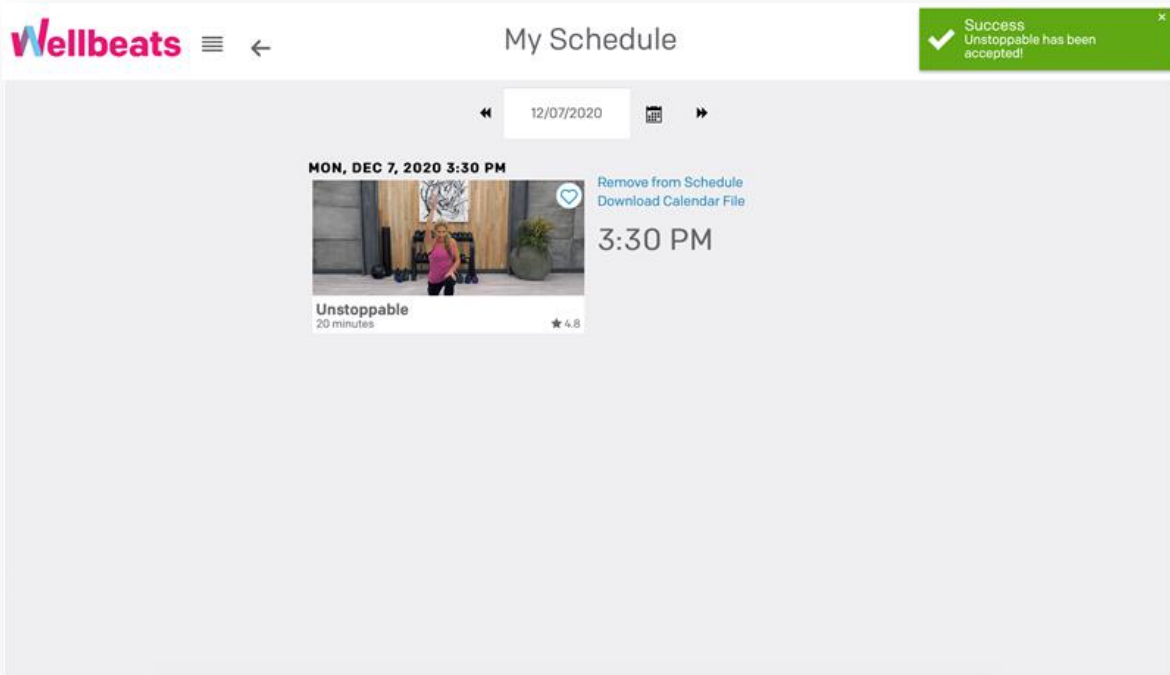 Wellbeats
My Schedule
Success
Unstoppable has been
accepted!
12/07/2020
MON, DEC 7, 2020 3:30 PM
Remove from Schedule
Download Calendar File
3:30 PM
Unstoppable
20 minutes
4.8